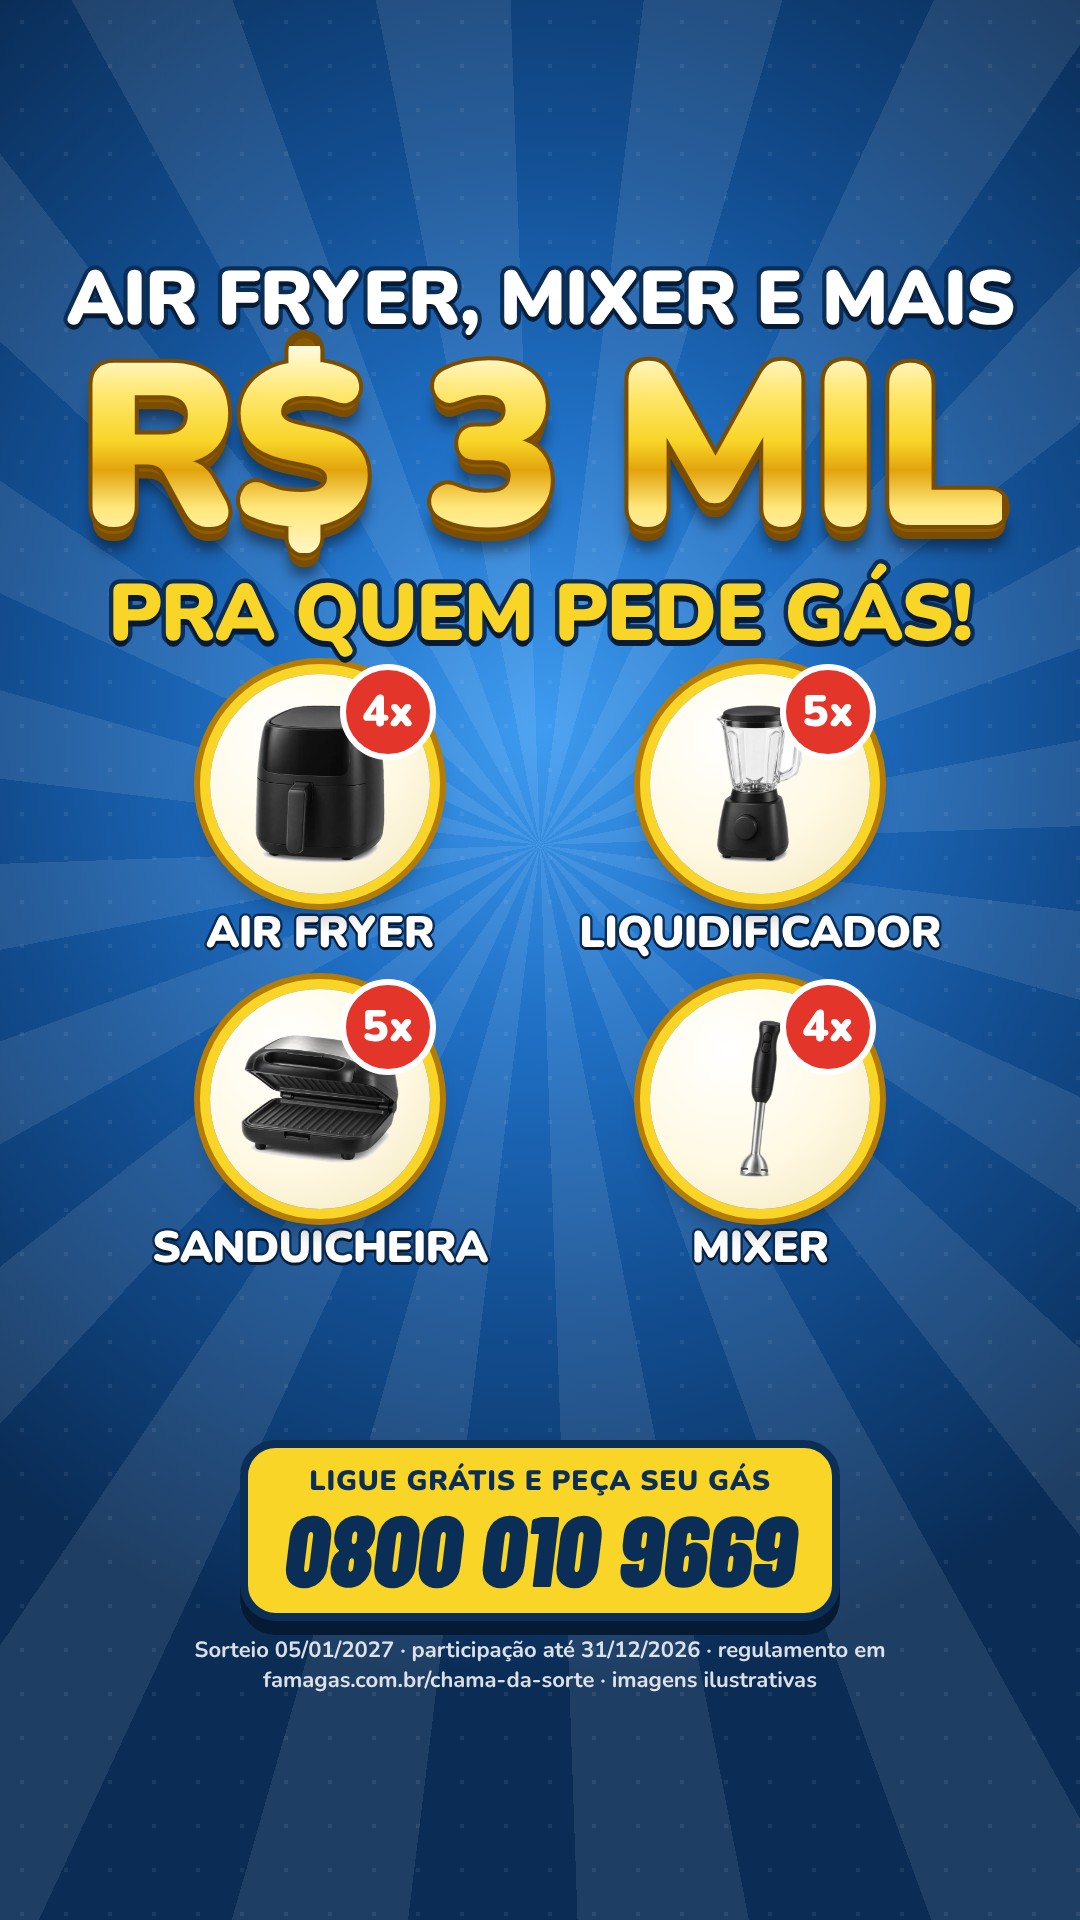 AIR FRYER, MIXER E MAIS
R$ 3 MIL
PRA QUEM PEDE GÁS!
4x
5x
AIR FRYER
LIQUIDIFICADOR
5x
4x
SANDUICHEIRA
MIXER
LIGUE GRÁTIS E PEÇA SEU GÁS
0800 010 9669
Sorteio 05/01/2027 · participação até 31/12/2026 · regulamento em
famagas.com.br/chama-da-sorte · imagens ilustrativas